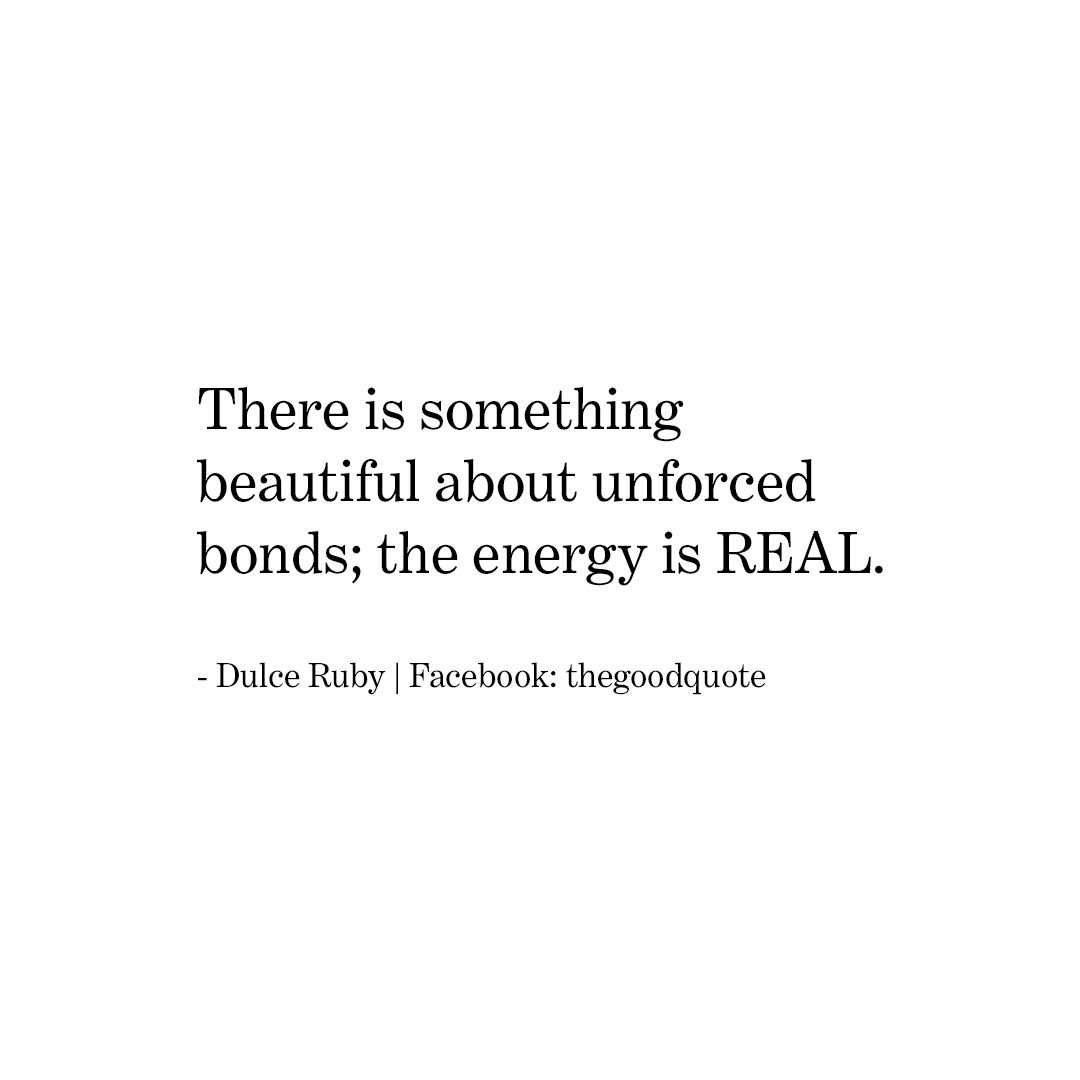 There is something
beautiful about unforced
bonds; the energy is REAL.
- Dulce Ruby | Facebook: thegoodquote